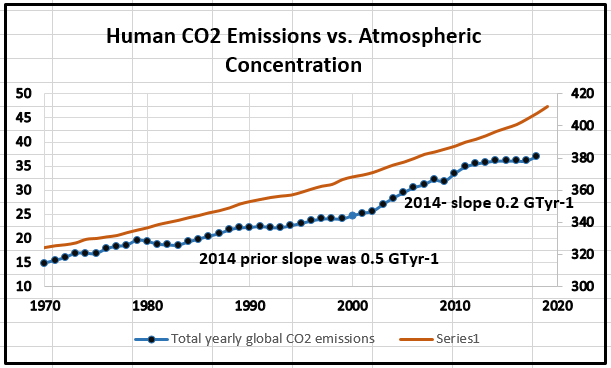 Human CO2 Emissions vs. Atmospheric
Concentration
50 420
45
40 400
35 380
30 360
25
20 340
15 320
10 300
2014- slope 0.2 GTyr-1
2014 prior slope was 0.5 GTyr-1
1970 1980 1990 2000 2010 2020
Total yearly global CO2 emissions Series1